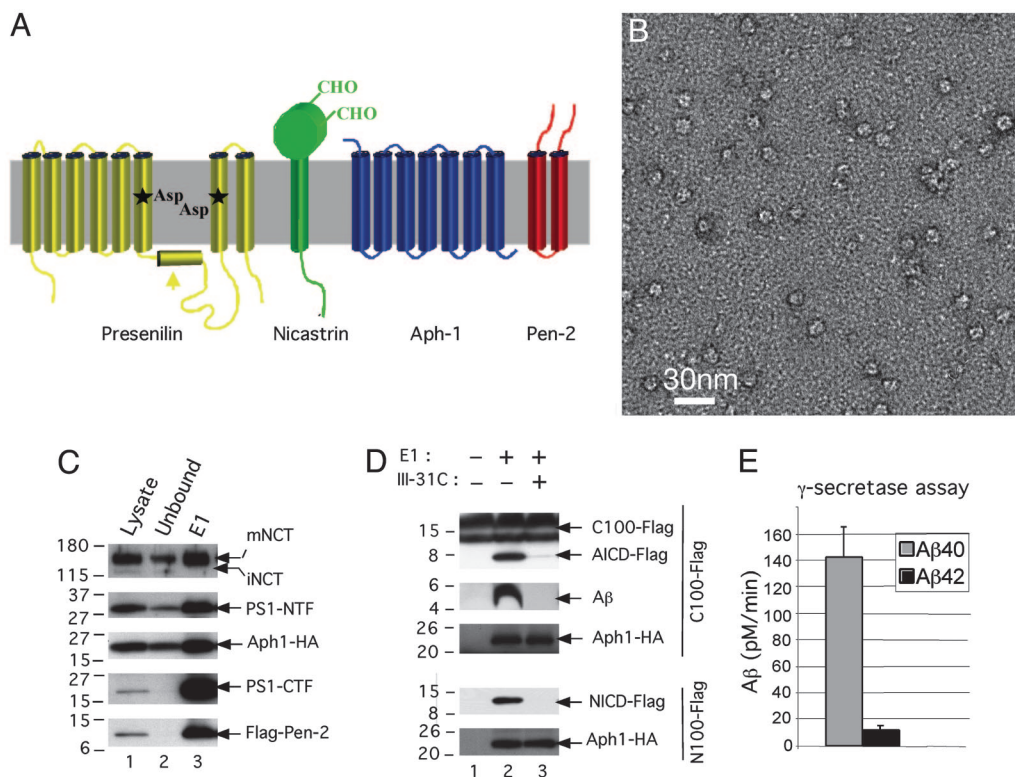 A
CHO
CHO
Asp
Asp
Presenilin
Nicastrin
Aph-1
Pen-2
B
30nm
C
Lysate
Unbound
E1
mNCT
180
115
iNCT
37
27
PS1-NTF
27
15
Aph1-HA
27
15
PS1-CTF
15
6
Flag-Pen-2
1 2 3
D
E1 : – + +
III-31C : – – +
15
C100-Flag
8
AICD-Flag
6
4
Aβ
26
20
Aph1-HA
C100-Flag
15
8
NICD-Flag
26
20
Aph1-HA
N100-Flag
1 2 3
E
γ-secretase assay
Aβ (pM/min)
160
140
120
100
80
60
40
20
0
Aβ40
Aβ42